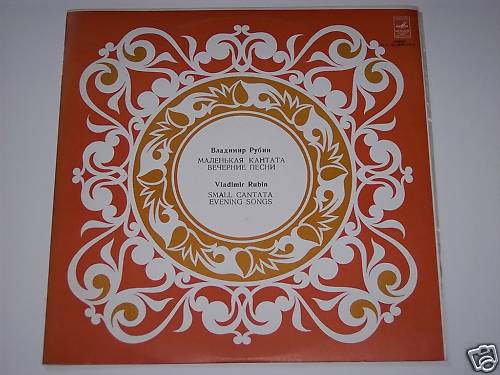 Владимир Рубин
МАЛЕНЬКАЯ КАНТАТА
ВЕЧЕРНИЕ ПЕСНИ
Vladimir Rubin
SMALL CANTATA
EVENING SONGS